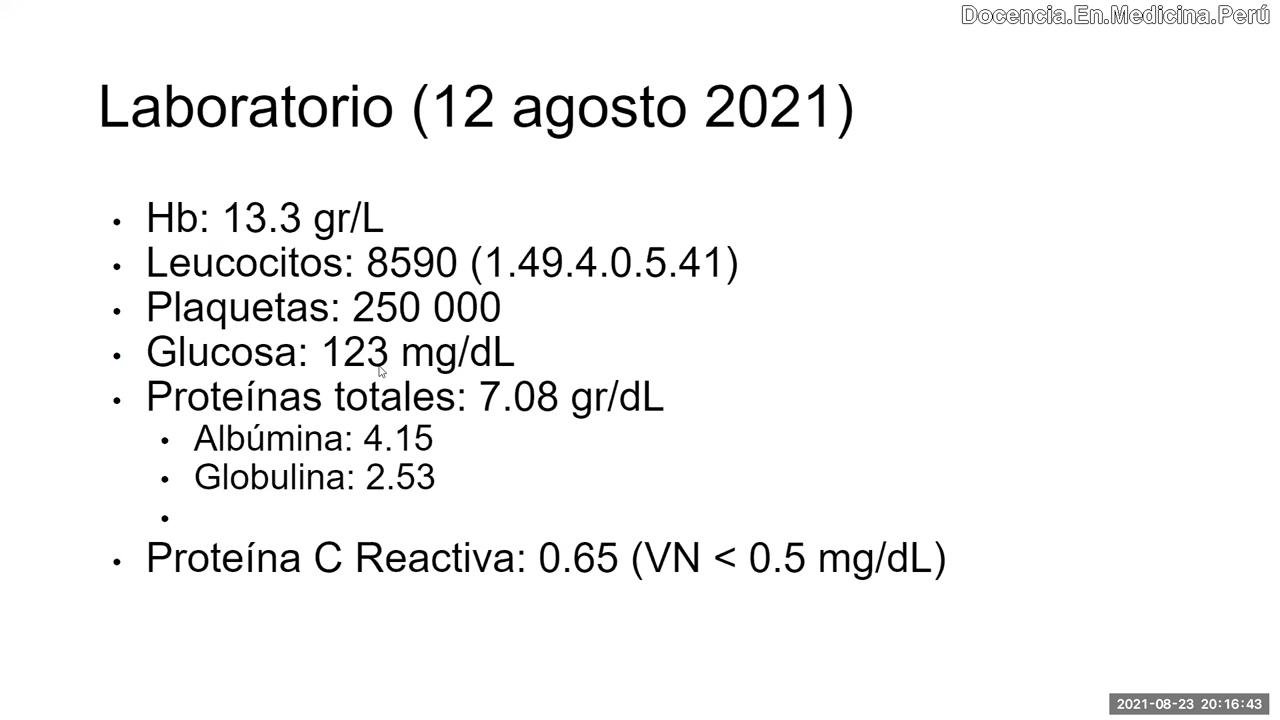 Docencia.En.Medicina.Perú
Laboratorio (12 agosto 2021)
• Hb: 13.3 gr/L
• Leucocitos: 8590 (1.49.4.0.5.41)
• Plaquetas: 250 000
• Glucosa: 123 mg/dL
• Proteínas totales: 7.08 gr/dL
• Albúmina: 4.15
• Globulina: 2.53
•
• Proteína C Reactiva: 0.65 (VN < 0.5 mg/dL)
2021-08-23 20:16:43